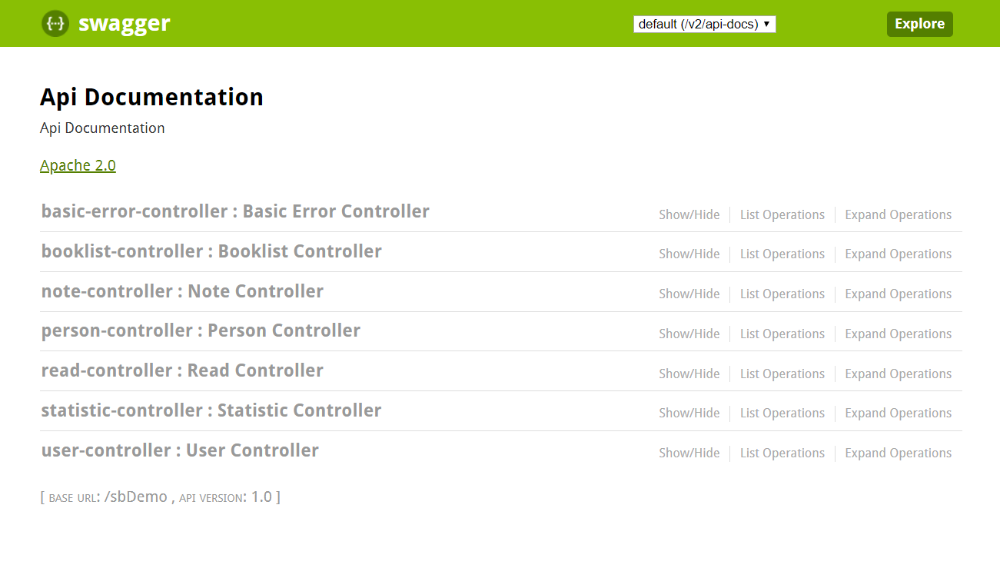 {···} swagger default (/v2/api-docs) Explore
Api Documentation
Api Documentation
Apache 2.0
basic-error-controller : Basic Error Controller Show/Hide List Operations Expand Operations
booklist-controller : Booklist Controller Show/Hide List Operations Expand Operations
note-controller : Note Controller Show/Hide List Operations Expand Operations
person-controller : Person Controller Show/Hide List Operations Expand Operations
read-controller : Read Controller Show/Hide List Operations Expand Operations
statistic-controller : Statistic Controller Show/Hide List Operations Expand Operations
user-controller : User Controller Show/Hide List Operations Expand Operations
[ BASE URL: /sbDemo , API VERSION: 1.0 ]